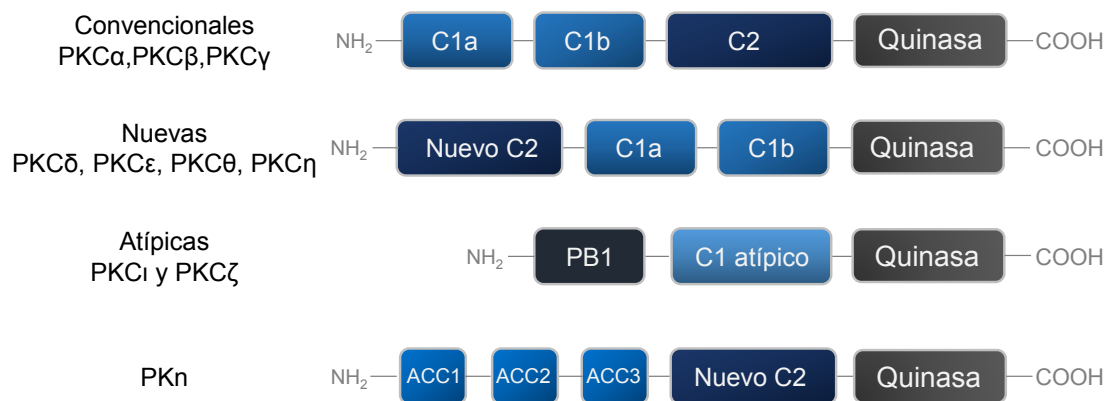 Convencionales
PKCα,PKCβ,PKCγ
NH2 C1a C1b C2 Quinasa COOH
Nuevas
PKCδ, PKCε, PKCθ, PKCη
NH2 Nuevo C2 C1a C1b Quinasa COOH
Atípicas
PKCι y PKCζ
NH2 PB1 C1 atípico Quinasa COOH
PKn
NH2 ACC1 ACC2 ACC3 Nuevo C2 Quinasa COOH